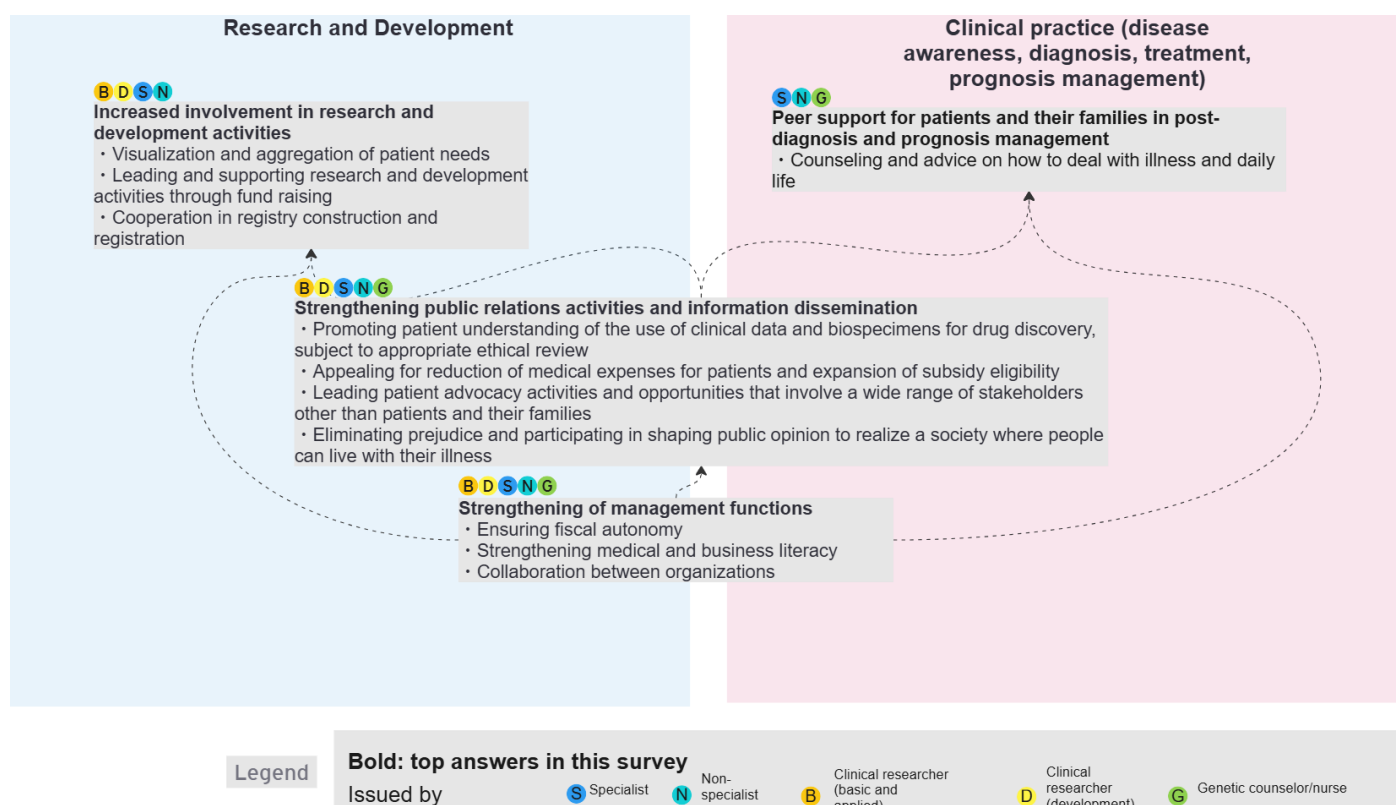 Research and Development
Clinical practice (disease
awareness, diagnosis, treatment,
prognosis management)
B D S N
Increased involvement in research and
development activities
・Visualization and aggregation of patient needs
・Leading and supporting research and development
activities through fund raising
・Cooperation in registry construction and
registration
S N G
Peer support for patients and their families in post-
diagnosis and prognosis management
・Counseling and advice on how to deal with illness and daily
life
B D S N G
Strengthening public relations activities and information dissemination
・Promoting patient understanding of the use of clinical data and biospecimens for drug discovery,
subject to appropriate ethical review
・Appealing for reduction of medical expenses for patients and expansion of subsidy eligibility
・Leading patient advocacy activities and opportunities that involve a wide range of stakeholders
other than patients and their families
・Eliminating prejudice and participating in shaping public opinion to realize a society where people
can live with their illness
B D S N G
Strengthening of management functions
・Ensuring fiscal autonomy
・Strengthening medical and business literacy
・Collaboration between organizations
Legend
Bold: top answers in this survey
Issued by
S Specialist
N Non-
specialist
B Clinical researcher
(basic and
applied)
D Clinical
researcher
(development)
G Genetic counselor/nurse